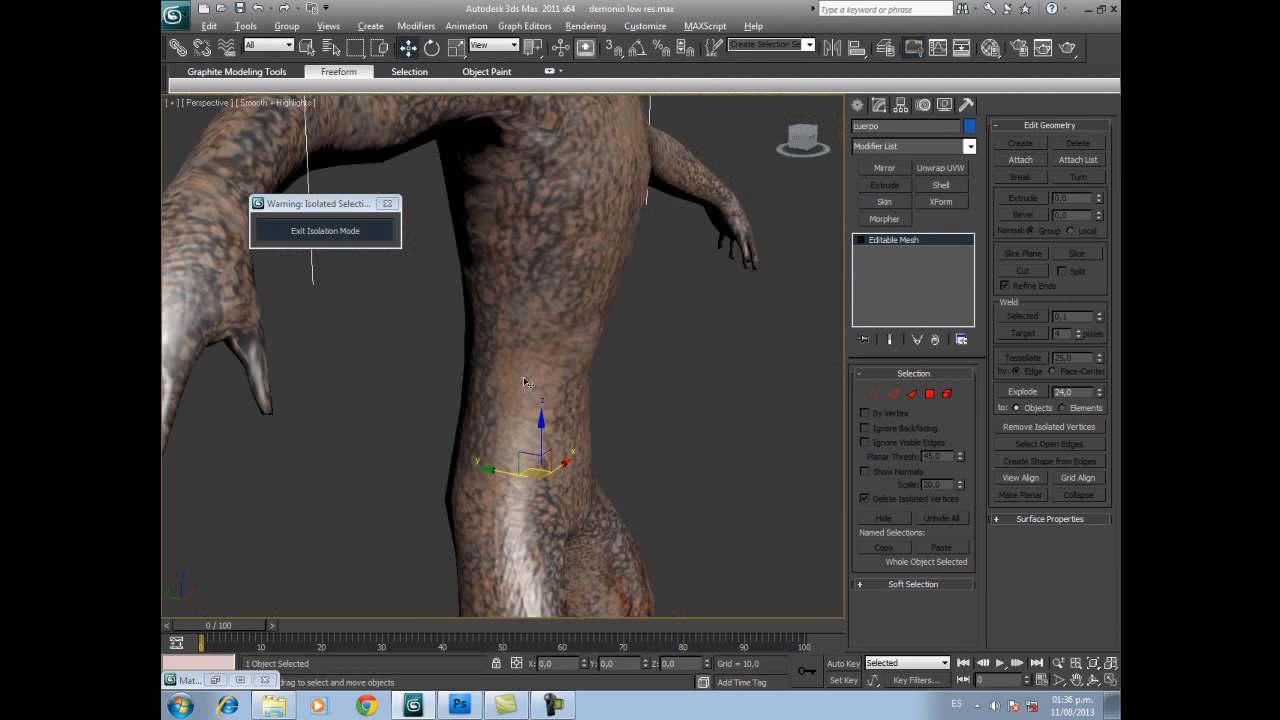 Autodesk 3ds Max 2011 x64 demonio low res.max
Type a keyword or phrase
Edit Tools Group Views Create Modifiers Animation Graph Editors Rendering Customize MAXScript Help
All View Create Selection Se
Graphite Modeling Tools Freeform Selection Object Paint
[ + ] [ Perspective ] [ Smooth + Highlights ]
Warning: Isolated Selecti...
Exit Isolation Mode
cuerpo
Modifier List
Mirror Unwrap UVW
Extrude Shell
Skin XForm
Morpher
Editable Mesh
Selection
By Vertex
Ignore Backfacing
Ignore Visible Edges
Planar Thresh: 45,0
Show Normals
Scale: 20,0
Delete Isolated Vertices
Hide Unhide All
Named Selections:
Copy Paste
Whole Object Selected
Soft Selection
Edit Geometry
Create Delete
Attach Attach List
Break Turn
Extrude 0,0
Bevel 0,0
Normal: Group Local
Slice Plane Slice
Cut Split
Refine Ends
Weld
Selected 0,1
Target 4 pixels
Tessellate 25,0
by: Edge Face-Center
Explode 24,0
to: Objects Elements
Remove Isolated Vertices
Select Open Edges
Create Shape from Edges
View Align Grid Align
Make Planar Collapse
Surface Properties
z
y x
0 / 100
10 20 30 40 50 60 70 80 90 100
1 Object Selected X: 0,0 Y: 0,0 Z: 0,0 Grid = 10,0 Auto Key Selected
Mat... drag to select and move objects Add Time Tag Set Key Key Filters... 0
Ps ES 01:36 p.m.
11/08/2013